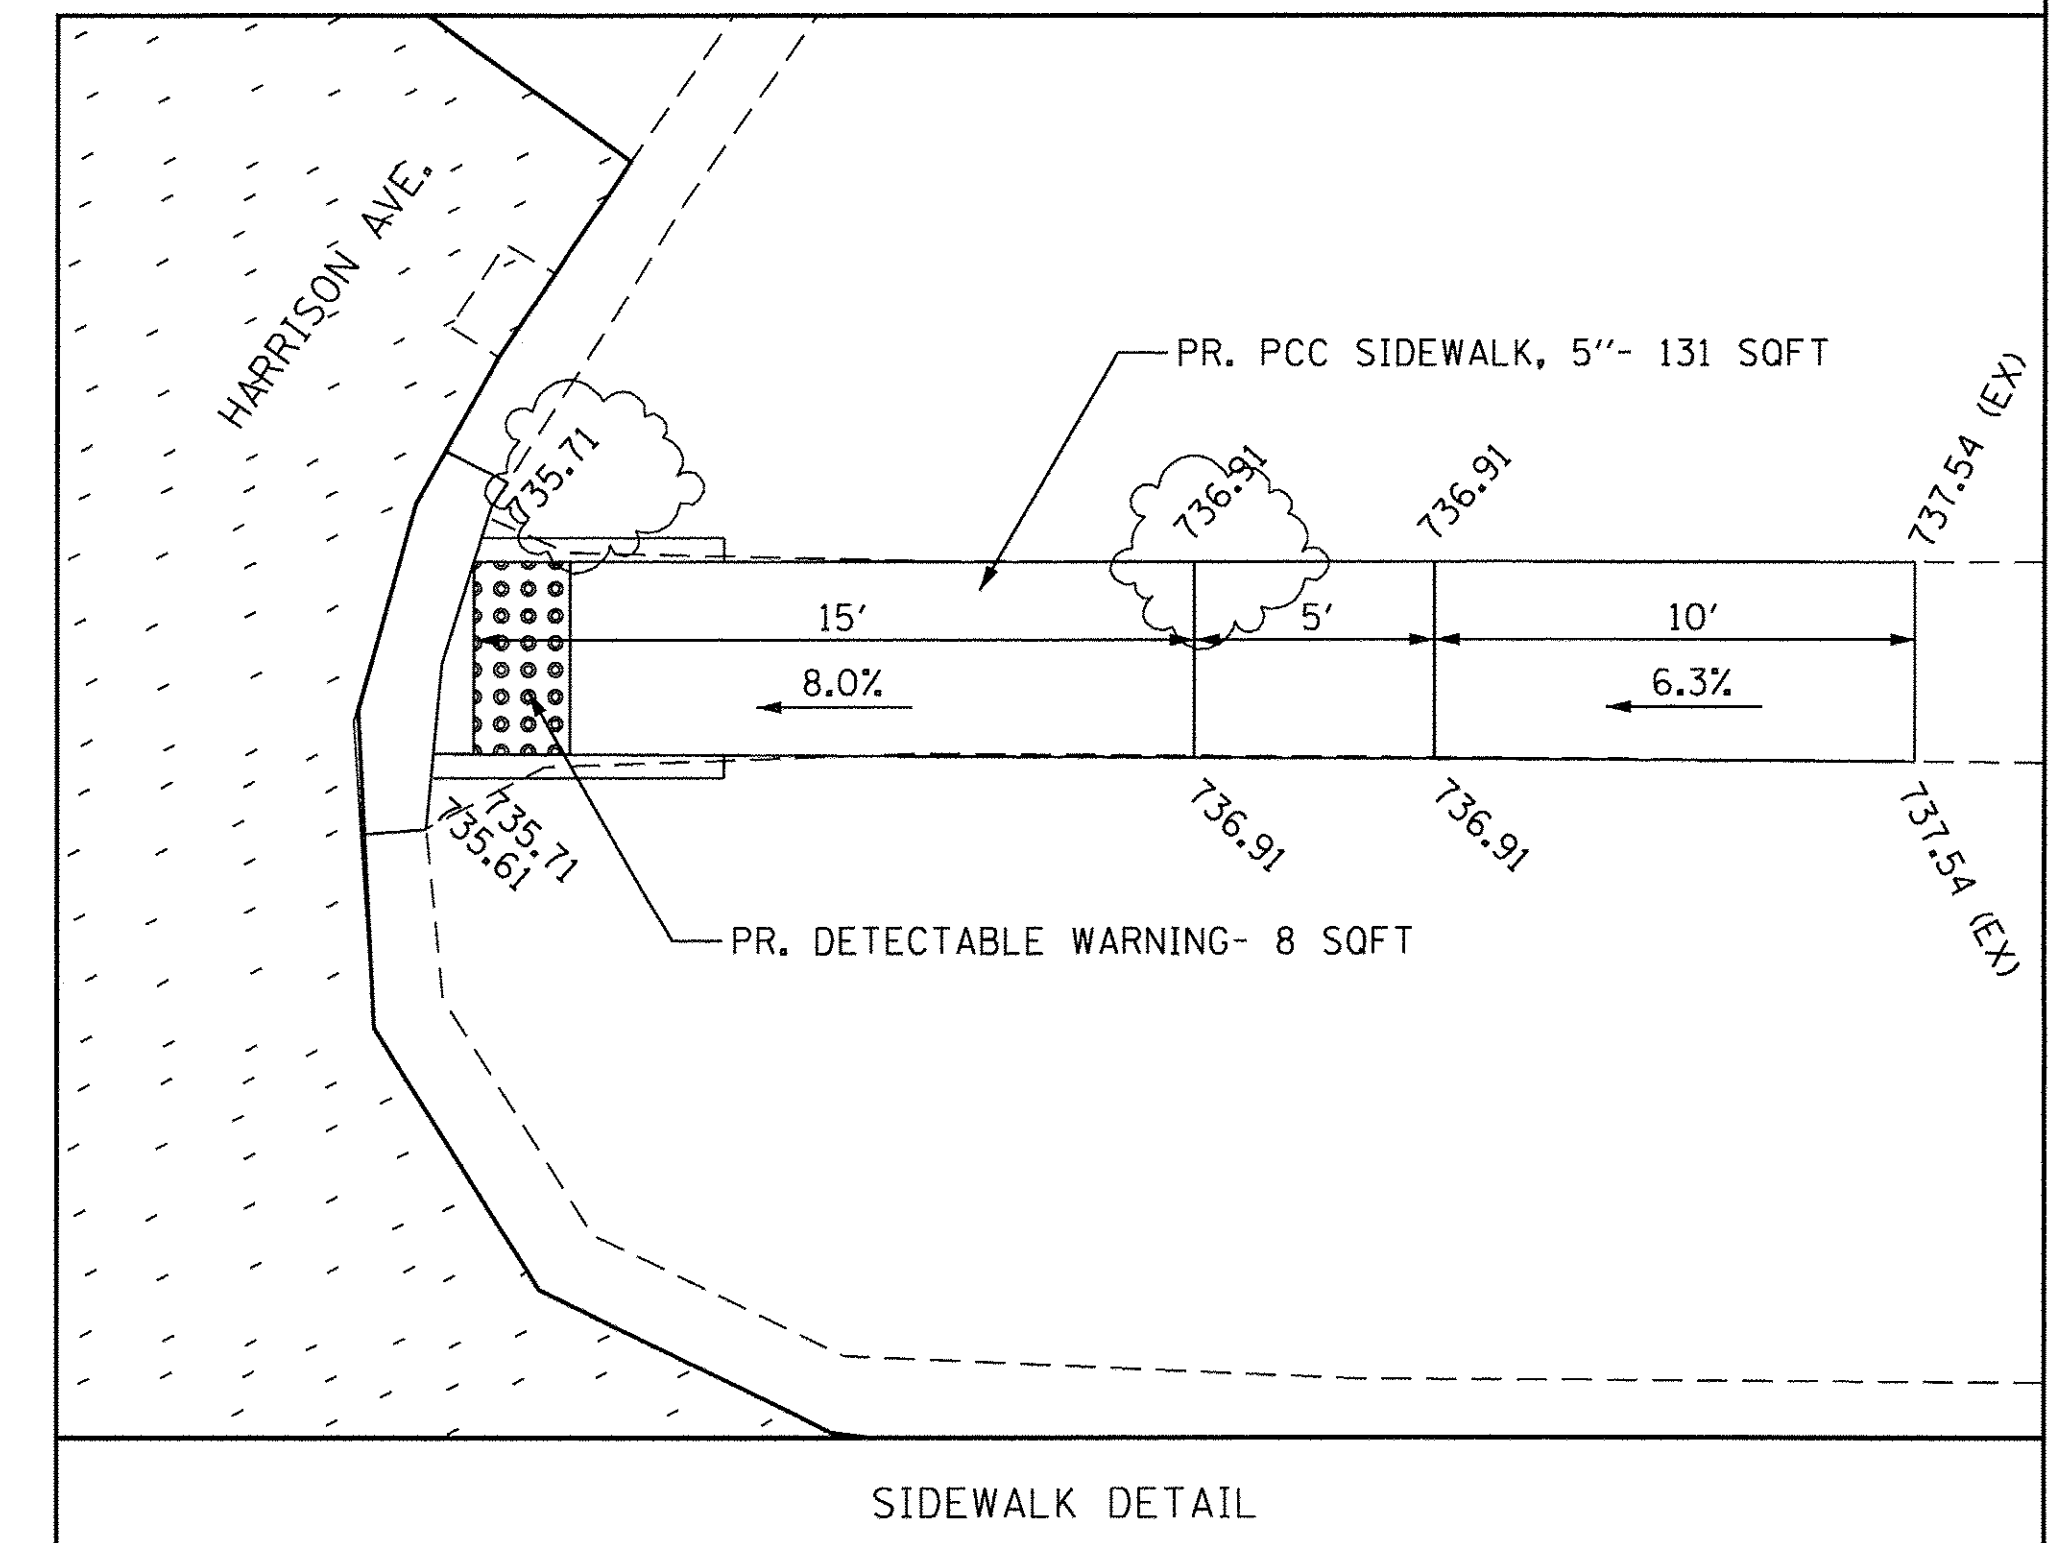 HARRISON AVE.
PR. PCC SIDEWALK, 5"- 131 SQFT
735.71
736.91
736.91
737.54 (EX)
15'
5'
10'
8.0%
6.3%
735.71
735.61
736.91
736.91
737.54 (EX)
PR. DETECTABLE WARNING- 8 SQFT
SIDEWALK DETAIL